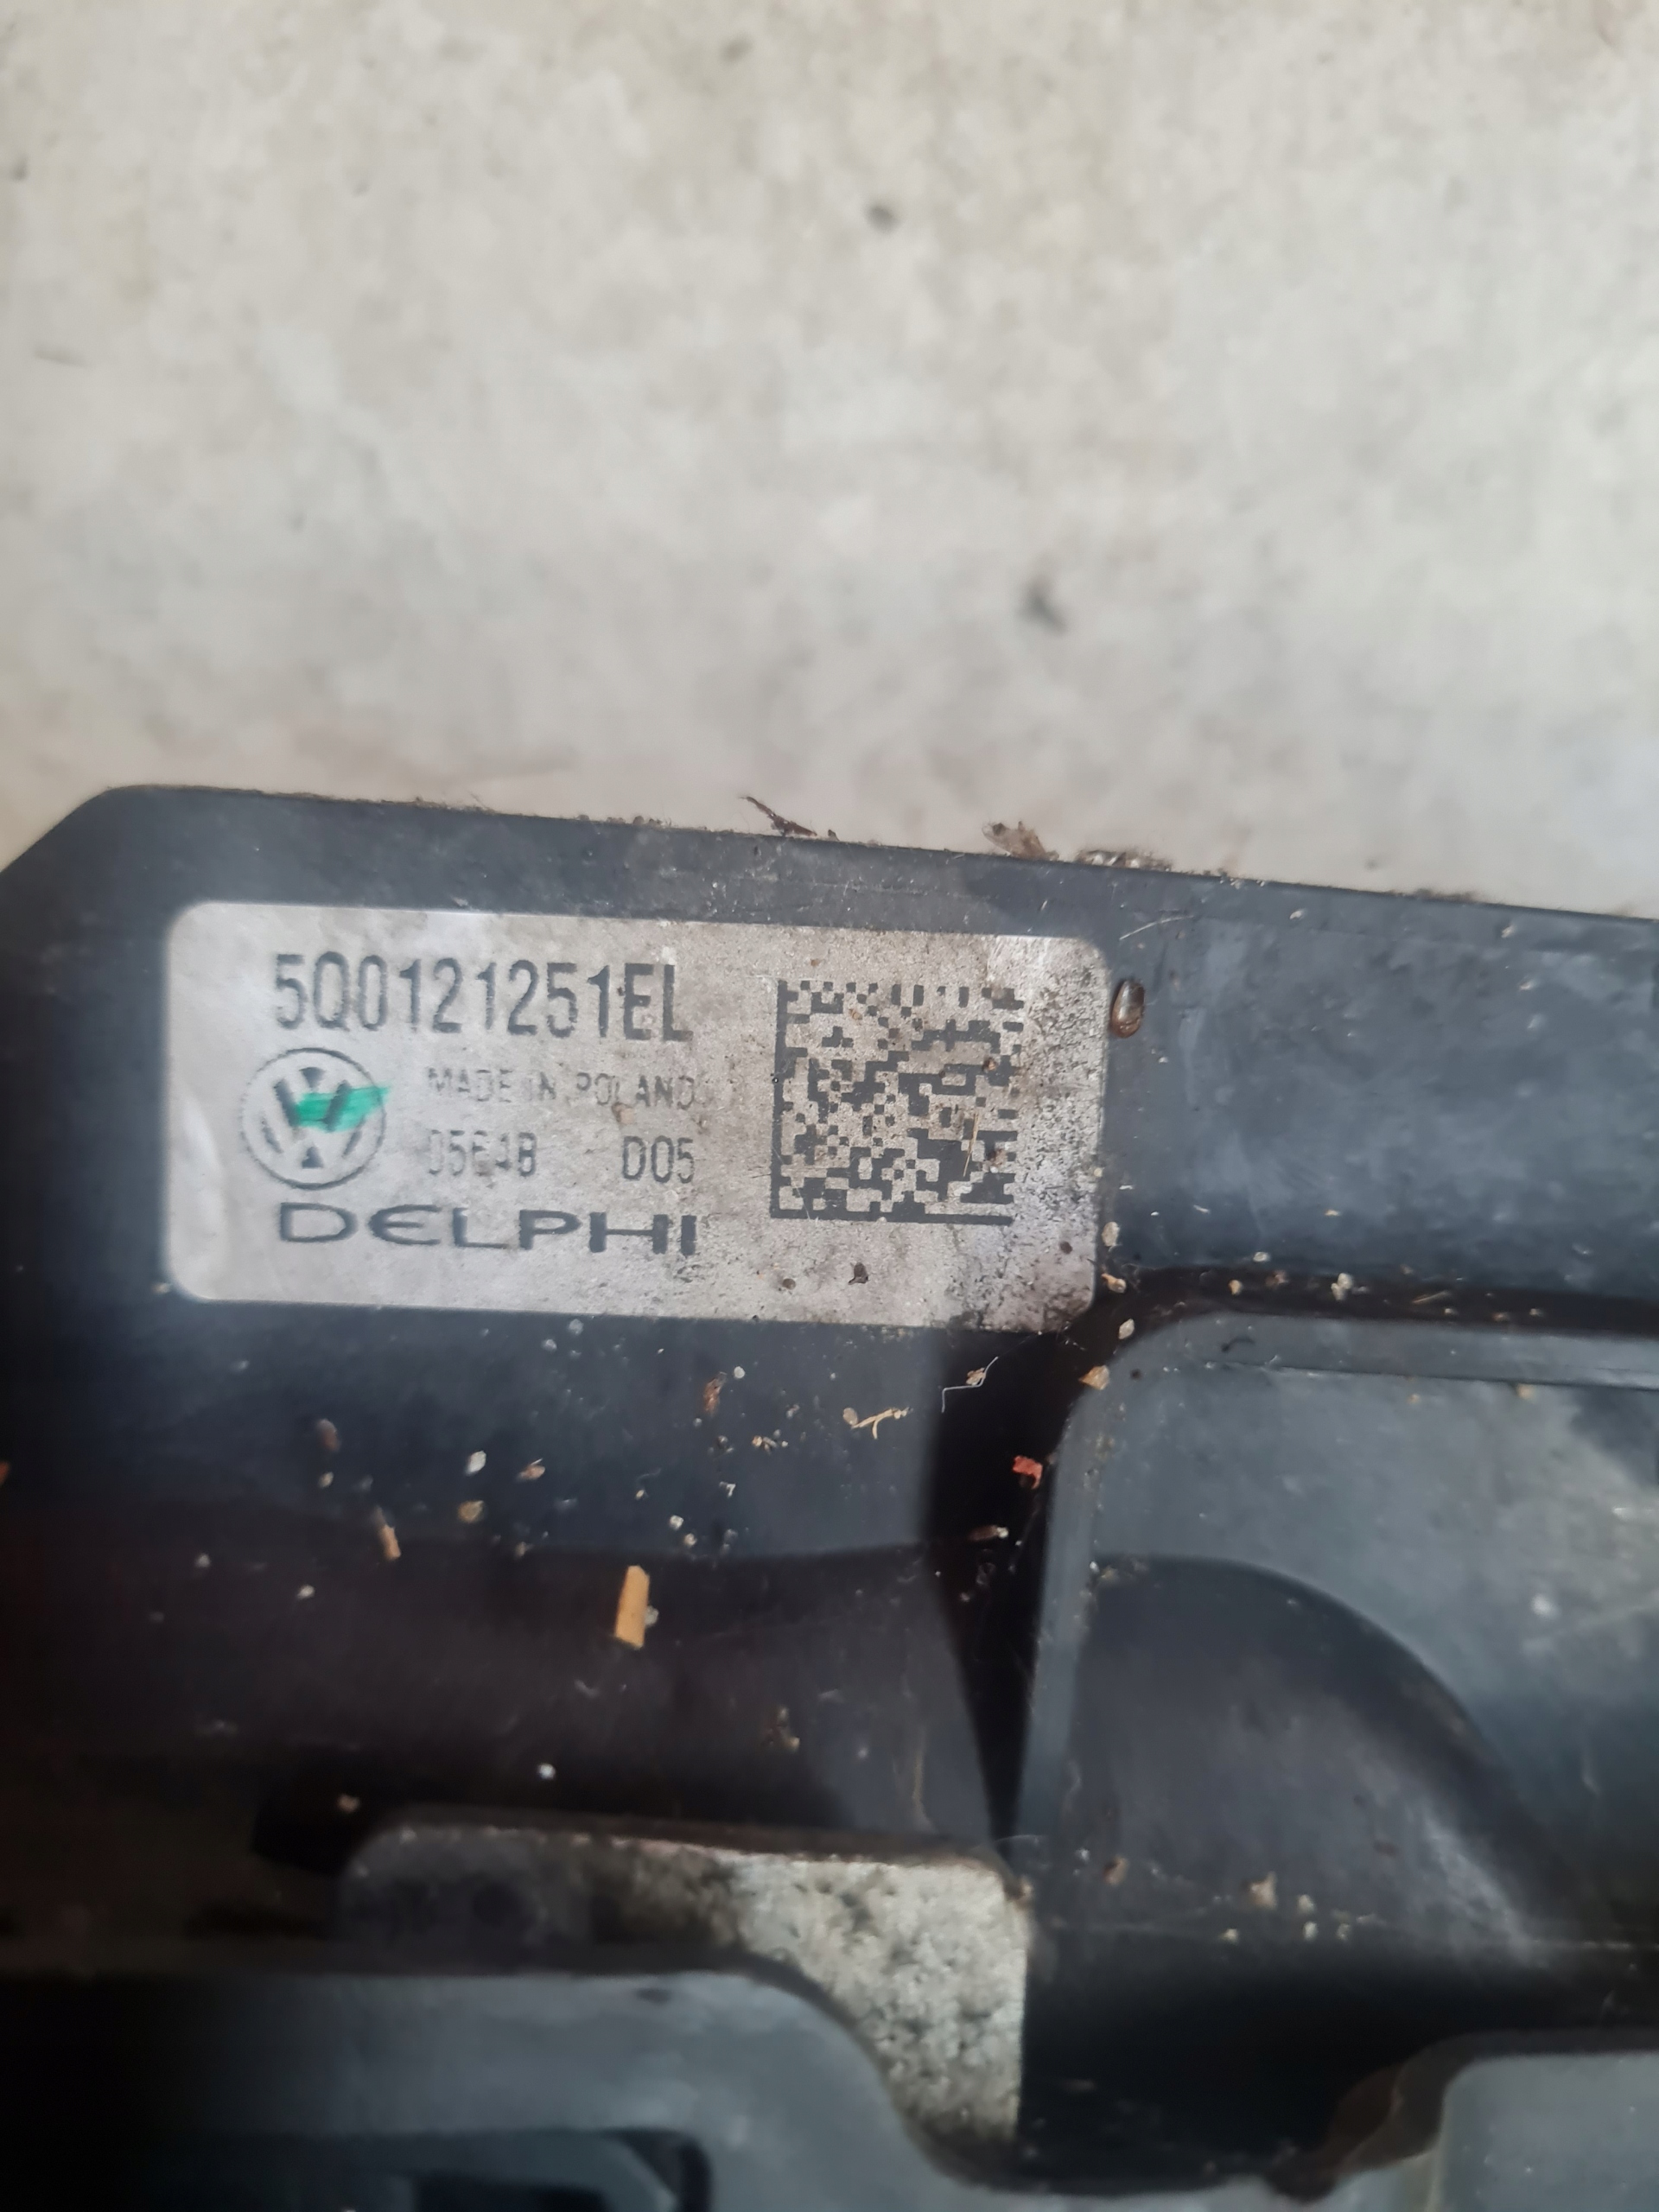 5Q0121251EL
MADE IN POLAND
D05
DELPHI